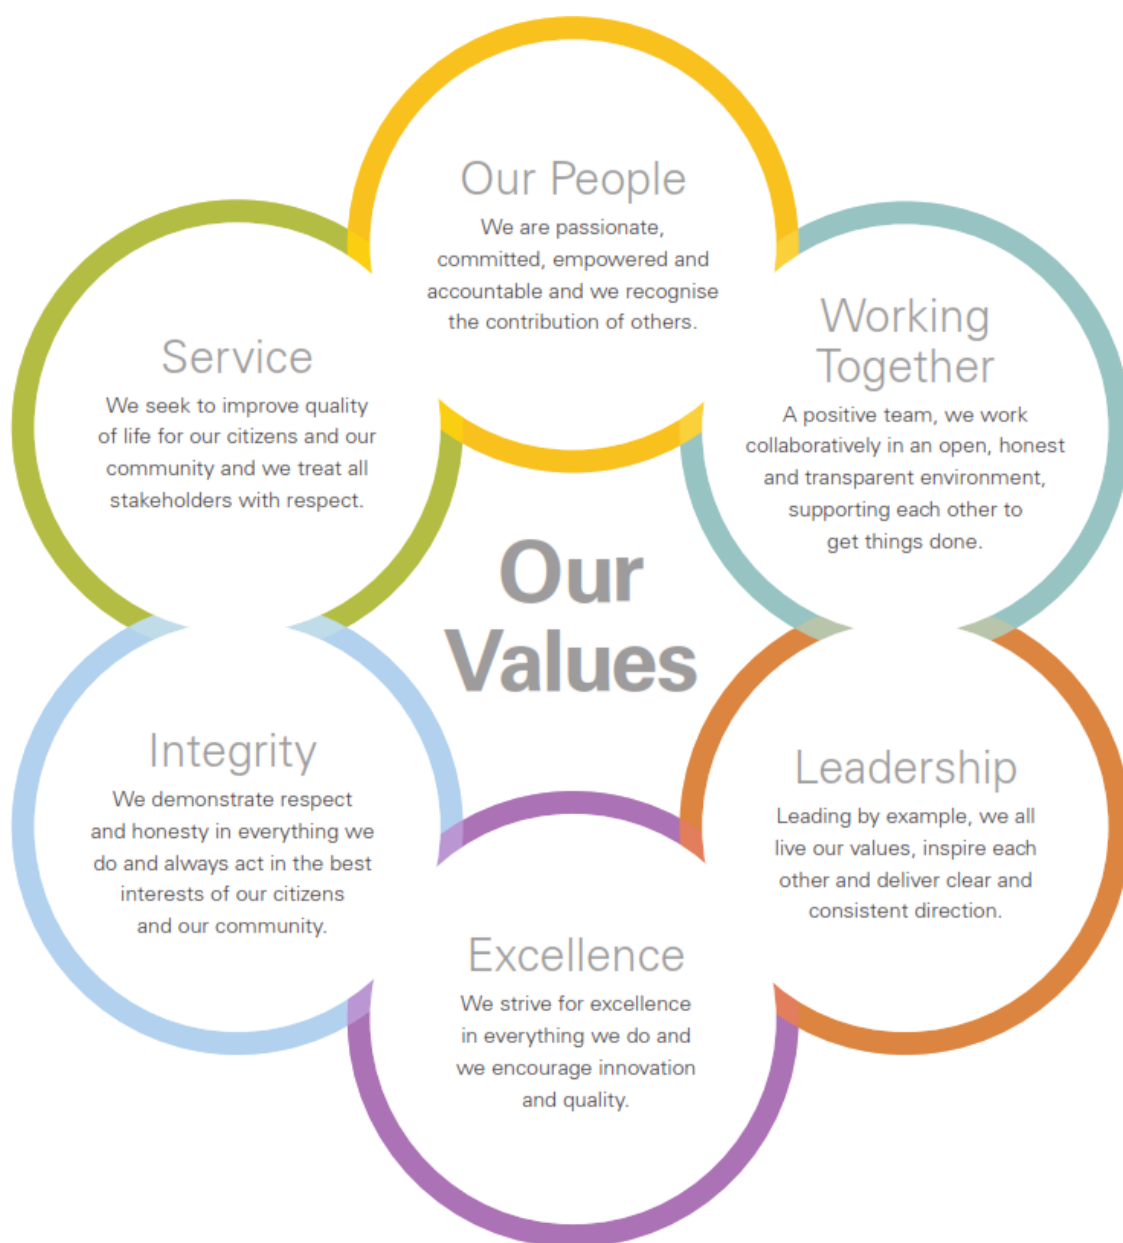 Our People
We are passionate,
committed, empowered and
accountable and we recognise
the contribution of others.
Working
Together
A positive team, we work
collaboratively in an open, honest
and transparent environment,
supporting each other to
get things done.
Service
We seek to improve quality
of life for our citizens and our
community and we treat all
stakeholders with respect.
Our
Values
Integrity
We demonstrate respect
and honesty in everything we
do and always act in the best
interests of our citizens
and our community.
Leadership
Leading by example, we all
live our values, inspire each
other and deliver clear and
consistent direction.
Excellence
We strive for excellence
in everything we do and
we encourage innovation
and quality.